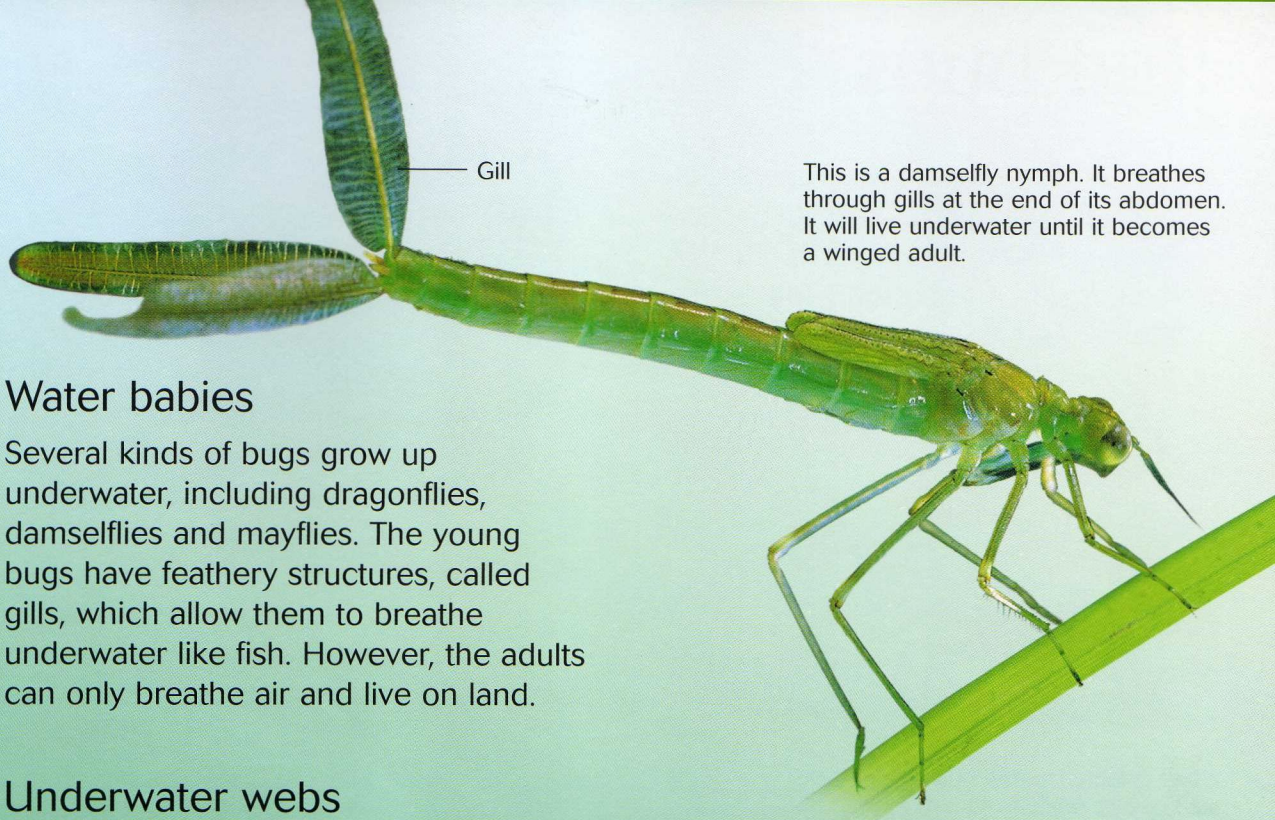 Gill
This is a damselfly nymph. It breathes
through gills at the end of its abdomen.
It will live underwater until it becomes
a winged adult.
Water babies
Several kinds of bugs grow up
underwater, including dragonflies,
damselflies and mayflies. The young
bugs have feathery structures, called
gills, which allow them to breathe
underwater like fish. However, the adults
can only breathe air and live on land.
Underwater webs